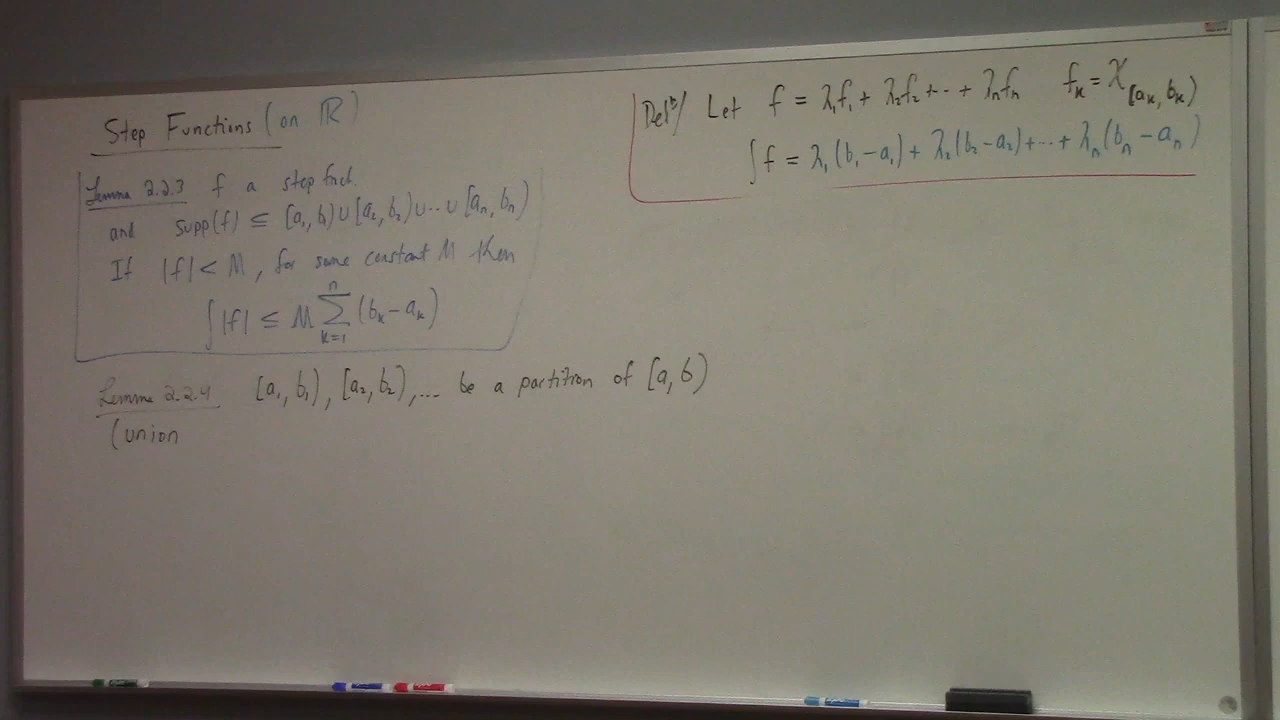 Step Functions (on ℝ)
Lemma 2.2.3 f a step fnct.
and supp(f) ⊆ [a₁, b₁) ∪ [a₂, b₂) ∪ ··· ∪ [aₙ, bₙ)
If |f| < M, for some constant M then
∫|f| ≤ M ∑ₖ₌₁ⁿ (bₖ − aₖ)
Lemma 2.2.4 [a₁, b₁), [a₂, b₂), ... be a partition of [a, b)
(union
Defⁿ/ Let f = λ₁f₁ + λ₂f₂ + ··· + λₙfₙ fₖ = χ_[aₖ, bₖ)
∫f = λ₁(b₁ − a₁) + λ₂(b₂ − a₂) + ··· + λₙ(bₙ − aₙ)